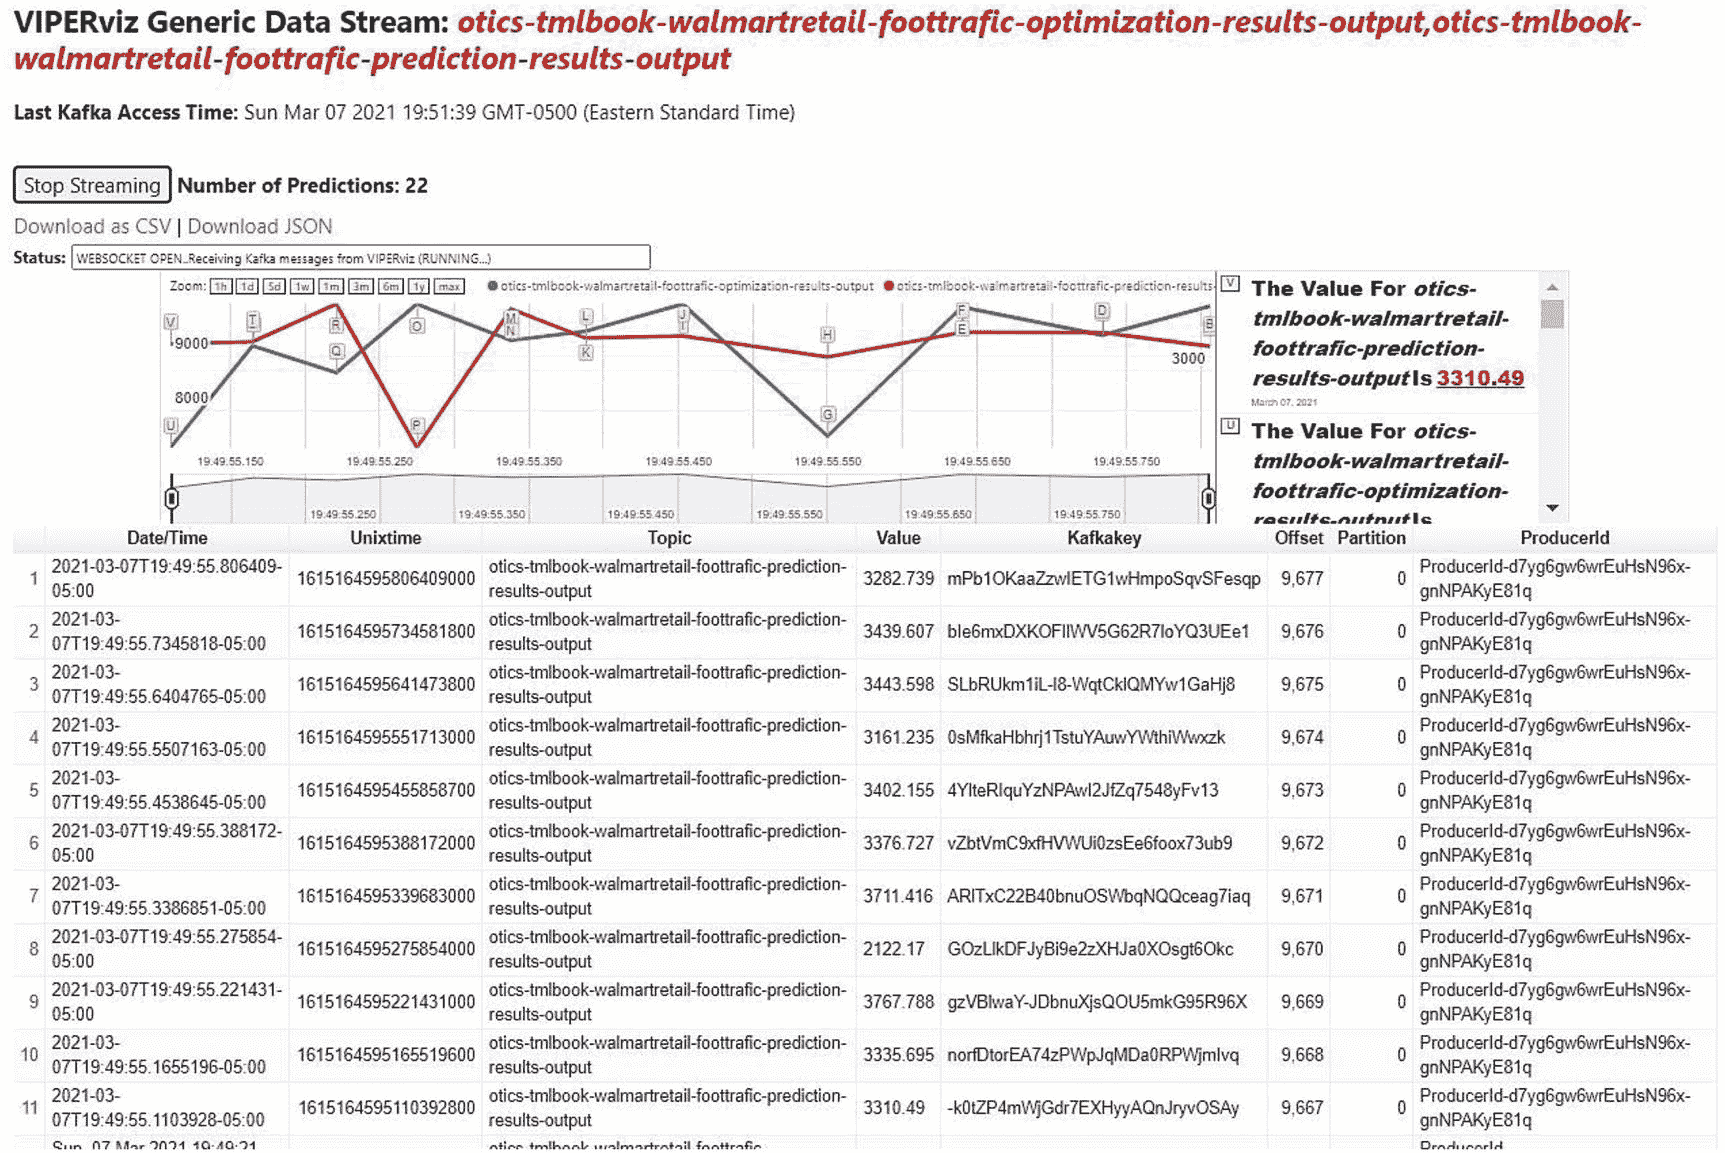 VIPERviz Generic Data Stream: otics-tmlbook-walmartretail-foottrafic-optimization-results-output,otics-tmlbook-
walmartretail-foottrafic-prediction-results-output
Last Kafka Access Time: Sun Mar 07 2021 19:51:39 GMT-0500 (Eastern Standard Time)
Stop Streaming Number of Predictions: 22
Download as CSV | Download JSON
Status: WEBSOCKET OPEN..Receiving Kafka messages from VIPERviz (RUNNING...)
Zoom: 1h 1d 5d 1w 1m 3m 6m 1y max otics-tmlbook-walmartretail-foottrafic-optimization-results-output otics-tmlbook-walmartretail-foottrafic-prediction-results-
V T R Q O M N L K J H F E D B
9000
3000
8000
U P G
19:49:55.150 19:49:55.250 19:49:55.350 19:49:55.450 19:49:55.550 19:49:55.650 19:49:55.750
19:49:55.250 19:49:55.350 19:49:55.450 19:49:55.550 19:49:55.650 19:49:55.750
V The Value For otics-
tmlbook-walmartretail-
foottrafic-prediction-
results-output Is 3310.49
March 07, 2021
U The Value For otics-
tmlbook-walmartretail-
foottrafic-optimization-
results-output Is
Date/Time Unixtime Topic Value Kafkakey Offset Partition ProducerId
1 2021-03-07T19:49:55.806409- 1615164595806409000 otics-tmlbook-walmartretail-foottrafic-prediction- 3282.739 9,677 0 ProducerId-d7yg6gw6wrEuHsN96x-
05:00 results-output gnNPAKyE81q
2 2021-03- 1615164595734581800 otics-tmlbook-walmartretail-foottrafic-prediction- 3439.607 9,676 0 ProducerId-d7yg6gw6wrEuHsN96x-
07T19:49:55.7345818-05:00 results-output gnNPAKyE81q
3 2021-03- 1615164595641473800 otics-tmlbook-walmartretail-foottrafic-prediction- 3443.598 9,675 0 ProducerId-d7yg6gw6wrEuHsN96x-
07T19:49:55.6404765-05:00 results-output gnNPAKyE81q
4 2021-03- 1615164595551713000 otics-tmlbook-walmartretail-foottrafic-prediction- 3161.235 0sMfkaHbhrj1TstuYAuwYWthiWwxzk 9,674 0 ProducerId-d7yg6gw6wrEuHsN96x-
07T19:49:55.5507163-05:00 results-output gnNPAKyE81q
5 2021-03- 1615164595455858700 otics-tmlbook-walmartretail-foottrafic-prediction- 3402.155 9,673 0 ProducerId-d7yg6gw6wrEuHsN96x-
07T19:49:55.4538645-05:00 results-output gnNPAKyE81q
6 2021-03-07T19:49:55.388172- 1615164595388172000 otics-tmlbook-walmartretail-foottrafic-prediction- 3376.727 vZbtVmC9xfHVWUi0zsEe6foox73ub9 9,672 0 ProducerId-d7yg6gw6wrEuHsN96x-
05:00 results-output gnNPAKyE81q
7 2021-03- 1615164595339683000 otics-tmlbook-walmartretail-foottrafic-prediction- 3711.416 9,671 0 ProducerId-d7yg6gw6wrEuHsN96x-
07T19:49:55.3386851-05:00 results-output gnNPAKyE81q
8 2021-03-07T19:49:55.275854- 1615164595275854000 otics-tmlbook-walmartretail-foottrafic-prediction- 2122.17 9,670 0 ProducerId-d7yg6gw6wrEuHsN96x-
05:00 results-output gnNPAKyE81q
9 2021-03-07T19:49:55.221431- 1615164595221431000 otics-tmlbook-walmartretail-foottrafic-prediction- 3767.788 9,669 0 ProducerId-d7yg6gw6wrEuHsN96x-
05:00 results-output gnNPAKyE81q
10 2021-03- 1615164595165519600 otics-tmlbook-walmartretail-foottrafic-prediction- 3335.695 9,668 0 ProducerId-d7yg6gw6wrEuHsN96x-
07T19:49:55.1655196-05:00 results-output gnNPAKyE81q
11 2021-03- 1615164595110392800 otics-tmlbook-walmartretail-foottrafic-prediction- 3310.49 -k0tZP4mWjGdr7EXHyyAQnJryvOSAy 9,667 0 ProducerId-d7yg6gw6wrEuHsN96x-
07T19:49:55.1103928-05:00 results-output gnNPAKyE81q
Sun, 07 Mar 2021 19:49:21 otics-tmlbook-walmartretail-foottrafic- ProducerId-